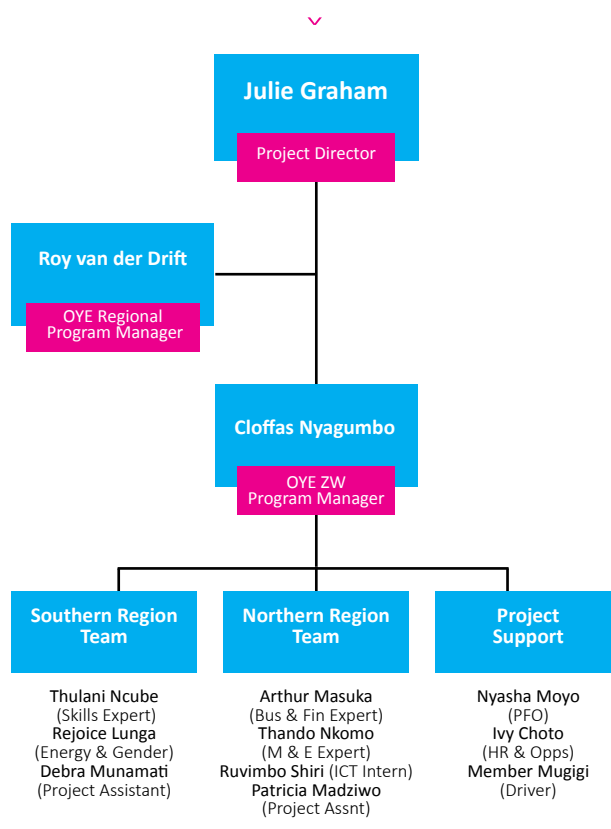 Julie Graham
Project Director
Roy van der Drift
OYE Regional
Program Manager
Cloffas Nyagumbo
OYE ZW
Program Manager
Southern Region
Team
Thulani Ncube
(Skills Expert)
Rejoice Lunga
(Energy & Gender)
Debra Munamati
(Project Assistant)
Northern Region
Team
Arthur Masuka
(Bus & Fin Expert)
Thando Nkomo
(M & E Expert)
Ruvimbo Shiri (ICT Intern)
Patricia Madziwo
(Project Assnt)
Project
Support
Nyasha Moyo
(PFO)
Ivy Choto
(HR & Opps)
Member Mugigi
(Driver)